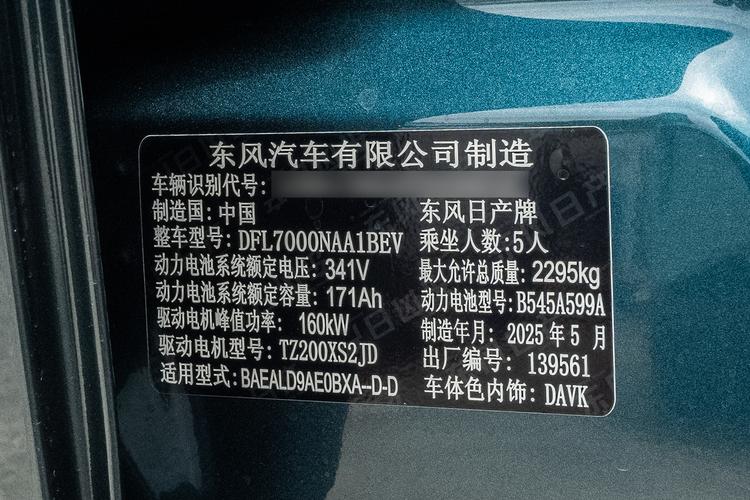 东风汽车有限公司制造
车辆识别代号:
制造国: 中国 东风日产牌
整车型号: DFL7000NAA1BEV 乘坐人数:5人
动力电池系统额定电压: 341V 最大允许总质量: 2295kg
动力电池系统额定容量: 171Ah 动力电池型号: B545A599A
驱动电机峰值功率: 160kW 制造年月: 2025 年 5 月
驱动电机型号: TZ200XS2JD 出厂编号: 139561
适用型式: BAEALD9AE0BXA--D-D 车体色内饰: DAVK